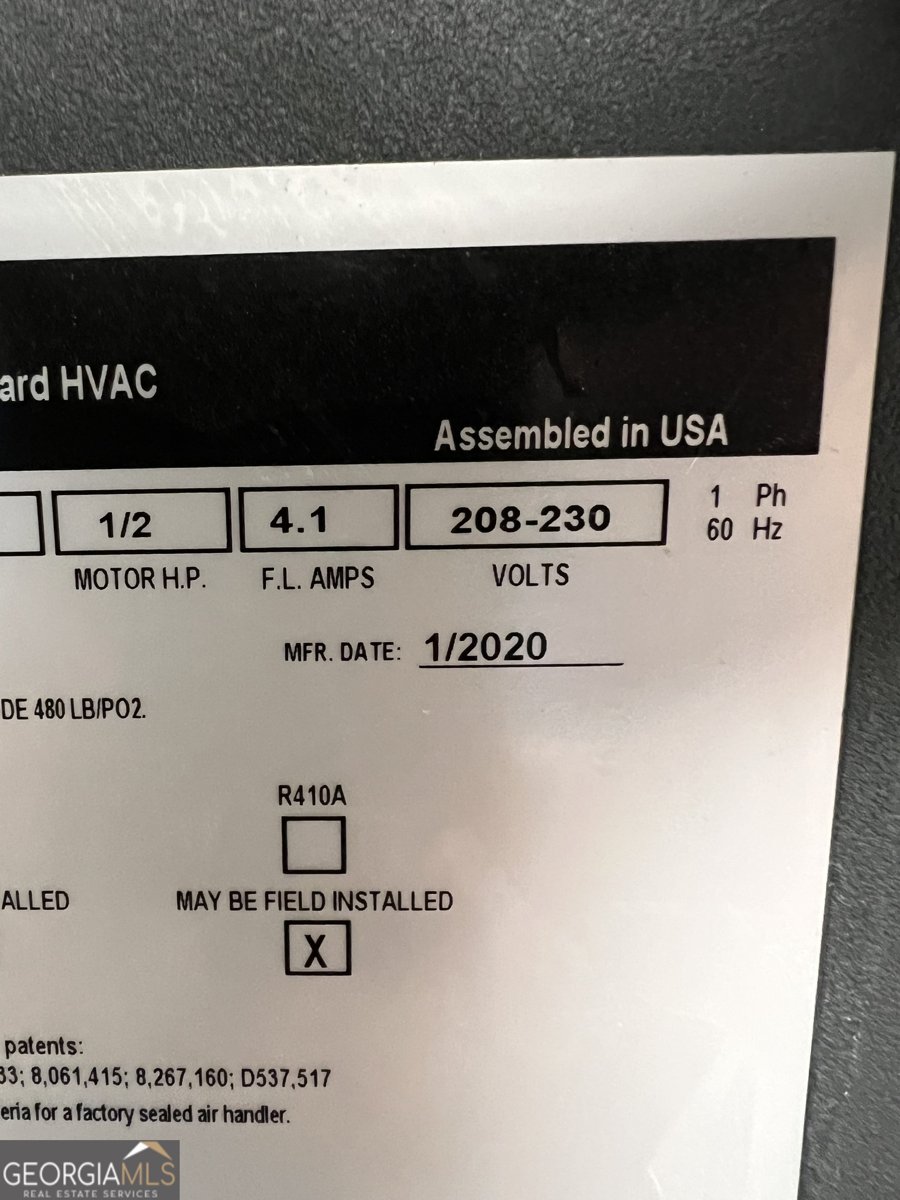 ard HVAC
Assembled in USA
1/2 4.1 208-230 1 Ph
60 Hz
MOTOR H.P. F.L. AMPS VOLTS
MFR. DATE: 1/2020
DE 480 LB/PO2.
R410A
ALLED MAY BE FIELD INSTALLED
X
patents:
33; 8,061,415; 8,267,160; D537,517
eria for a factory sealed air handler.
GEORGIAMLS
REAL ESTATE SERVICES